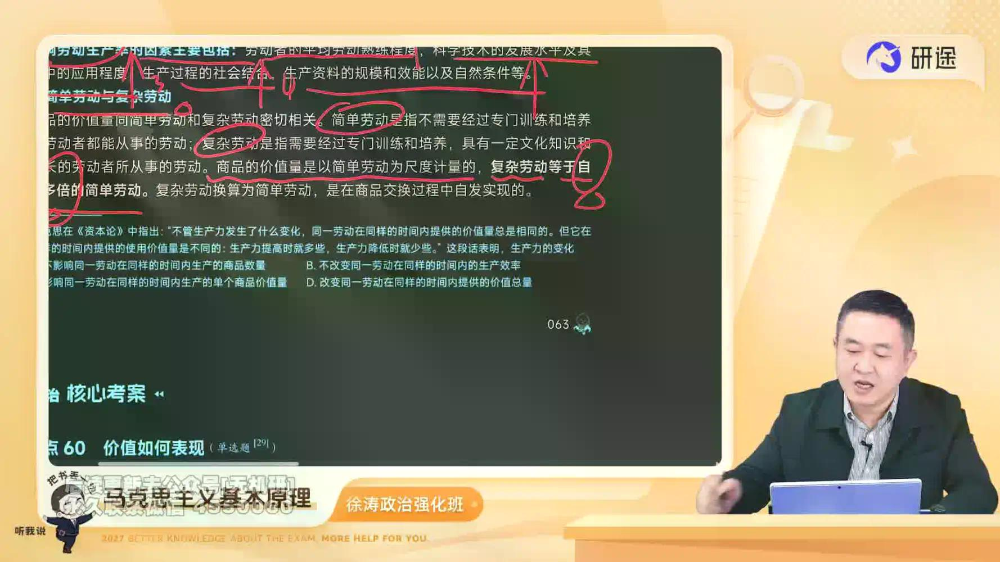 研途
劳动生产率的因素主要包括：劳动者的平均劳动熟练程度，科学技术的发展水平及其
中的应用程度，生产过程的社会结合，生产资料的规模和效能以及自然条件等。
简单劳动与复杂劳动
品的价值量同简单劳动和复杂劳动密切相关。简单劳动是指不需要经过专门训练和培养
劳动者都能从事的劳动；复杂劳动是指需要经过专门训练和培养，具有一定文化知识和
的劳动者所从事的劳动。商品的价值量是以简单劳动为尺度计量的，复杂劳动等于自
多倍的简单劳动。复杂劳动换算为简单劳动，是在商品交换过程中自发实现的。
克思在《资本论》中指出：“不管生产力发生了什么变化，同一劳动在同样的时间内提供的价值量总是相同的。但它在
的时间内提供的使用价值量是不同的：生产力提高时就多些，生产力降低时就少些。”这段话表明，生产力的变化
不影响同一劳动在同样的时间内生产的商品数量 B. 不改变同一劳动在同样的时间内的生产效率
影响同一劳动在同样的时间内生产的单个商品价值量 D. 改变同一劳动在同样的时间内提供的价值总量
063
治 核心考案
点 60 价值如何表现（单选题[29]）
马克思主义基本原理
徐涛政治强化班
听我说
2027 BETTER KNOWLEDGE ABOUT THE EXAM, MORE HELP FOR YOU.